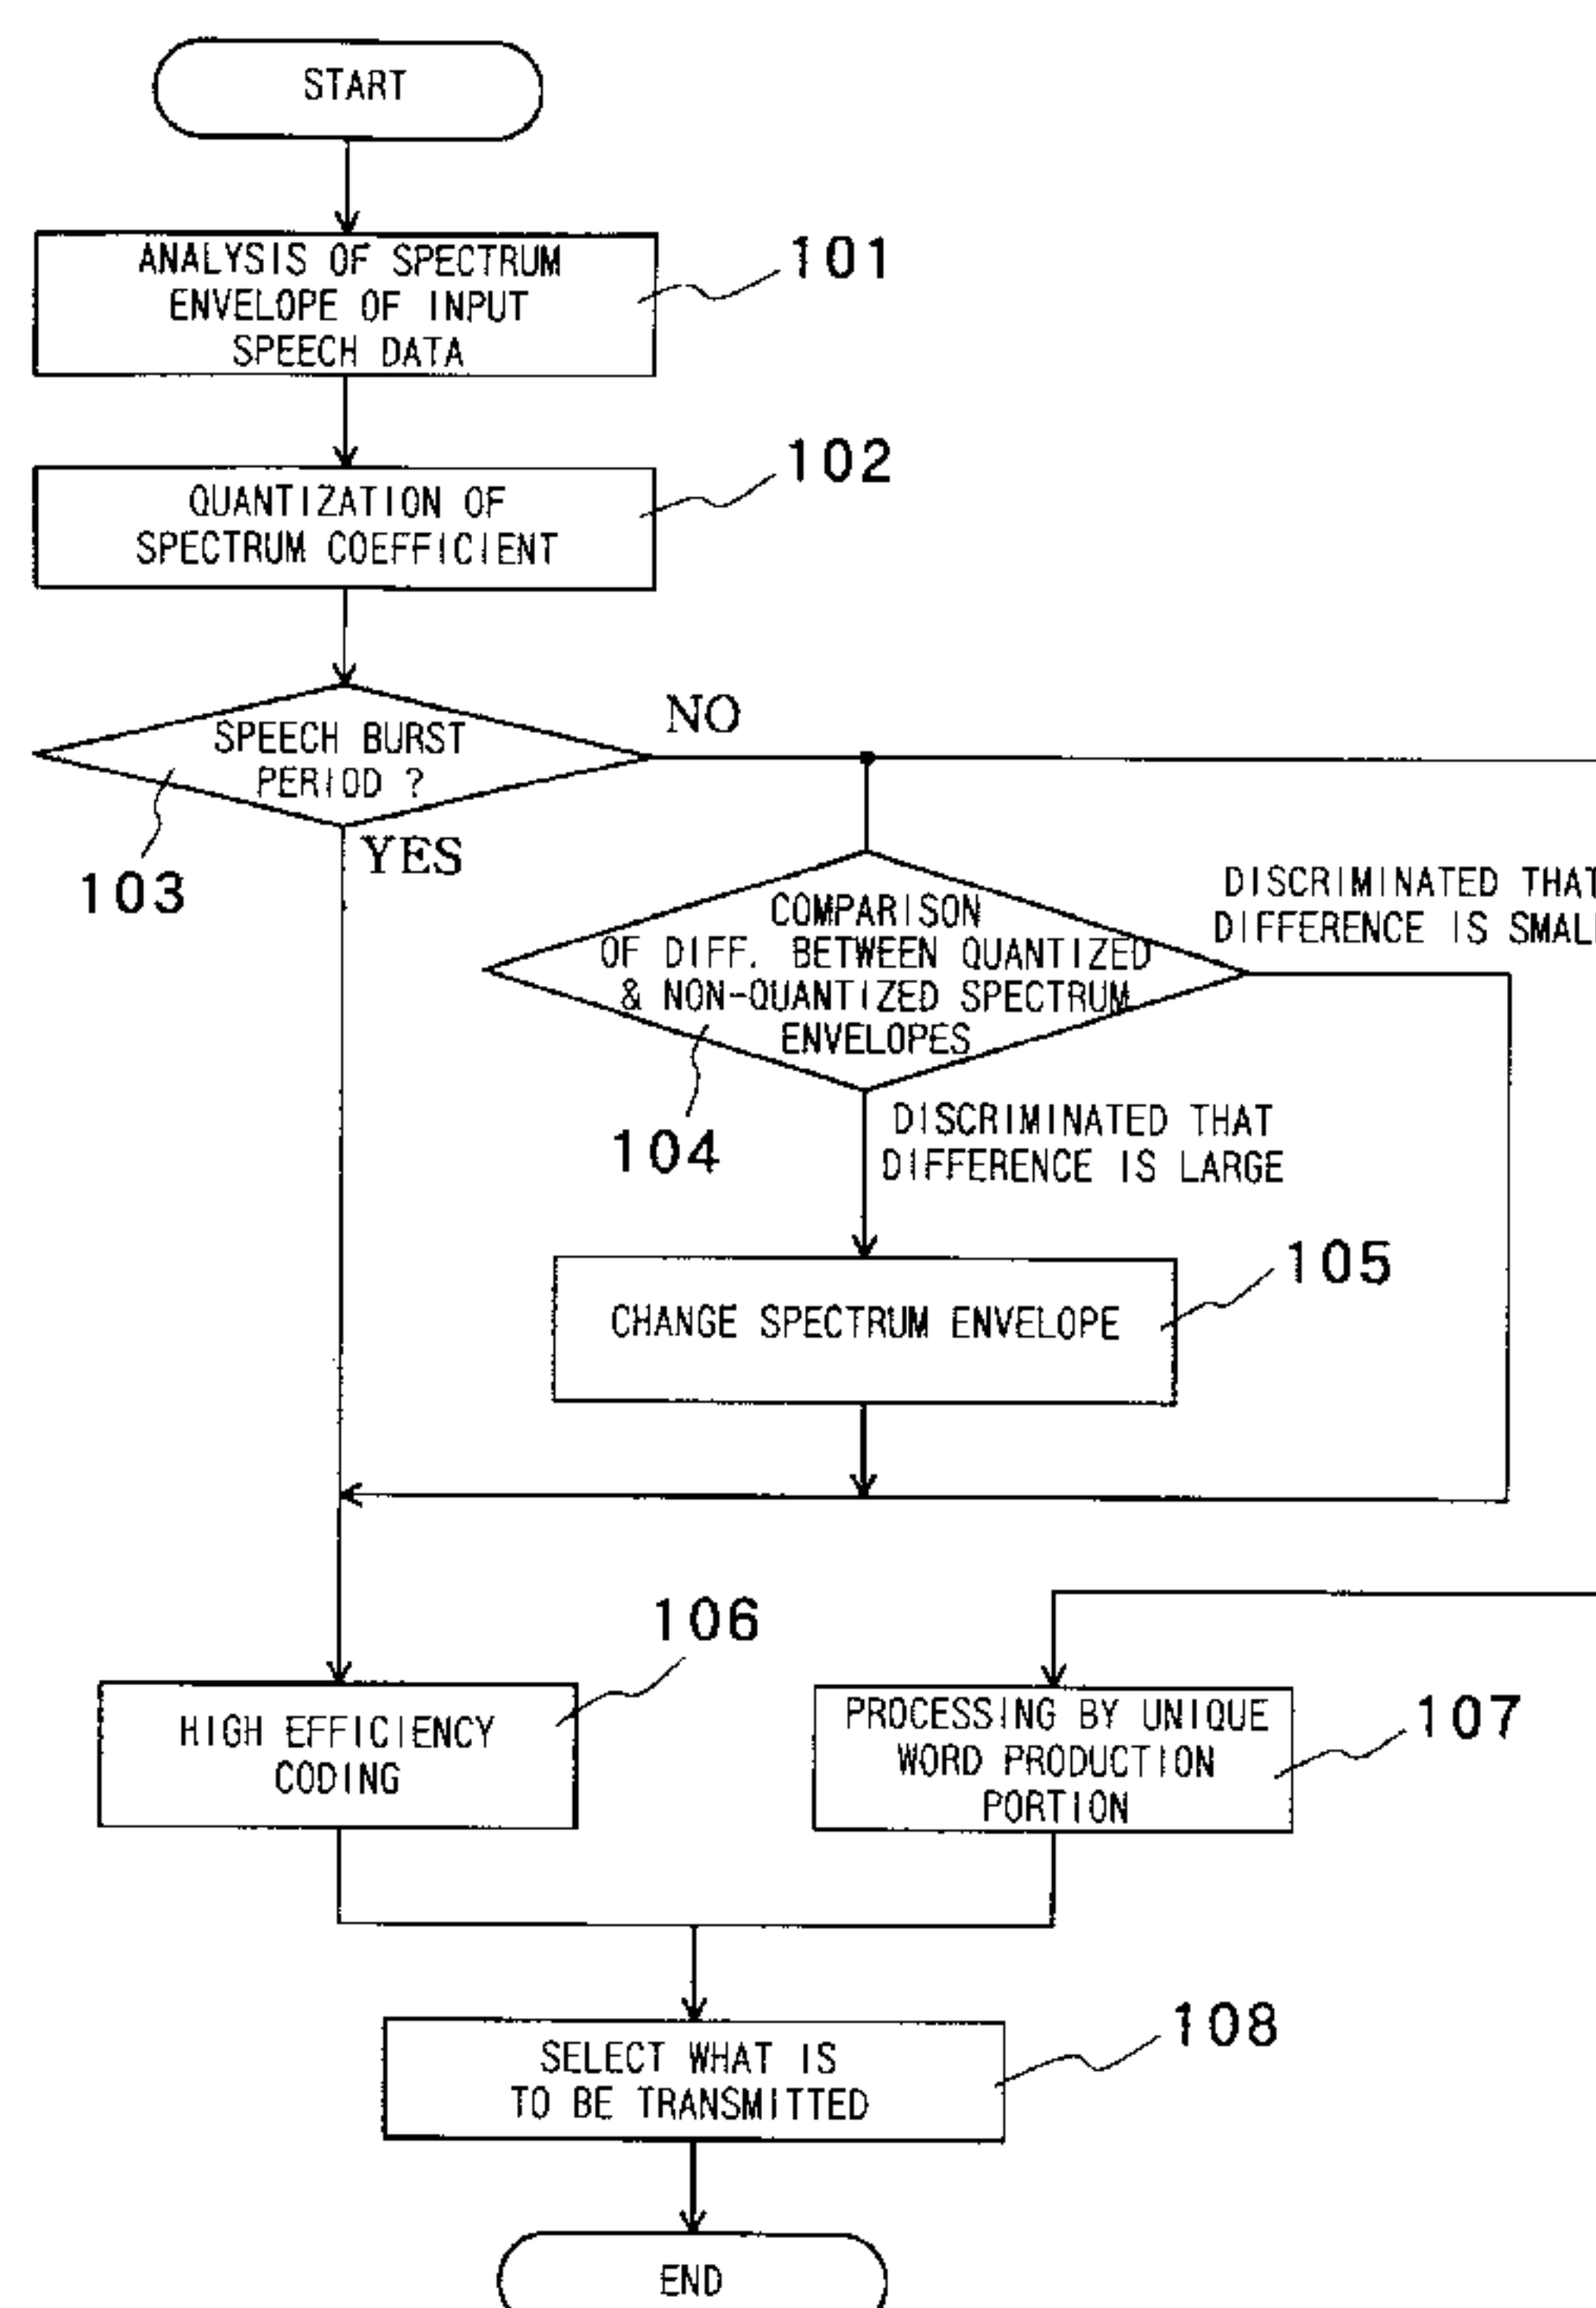 START
ANALYSIS OF SPECTRUM
ENVELOPE OF INPUT
SPEECH DATA
101
QUANTIZATION OF
SPECTRUM COEFFICIENT
102
SPEECH BURST
PERIOD ?
NO
YES
103
COMPARISON
OF DIFF. BETWEEN QUANTIZED
& NON-QUANTIZED SPECTRUM
ENVELOPES
DISCRIMINATED THAT
DIFFERENCE IS SMALL
104
DISCRIMINATED THAT
DIFFERENCE IS LARGE
CHANGE SPECTRUM ENVELOPE
105
106
HIGH EFFICIENCY
CODING
PROCESSING BY UNIQUE
WORD PRODUCTION
PORTION
107
SELECT WHAT IS
TO BE TRANSMITTED
108
END